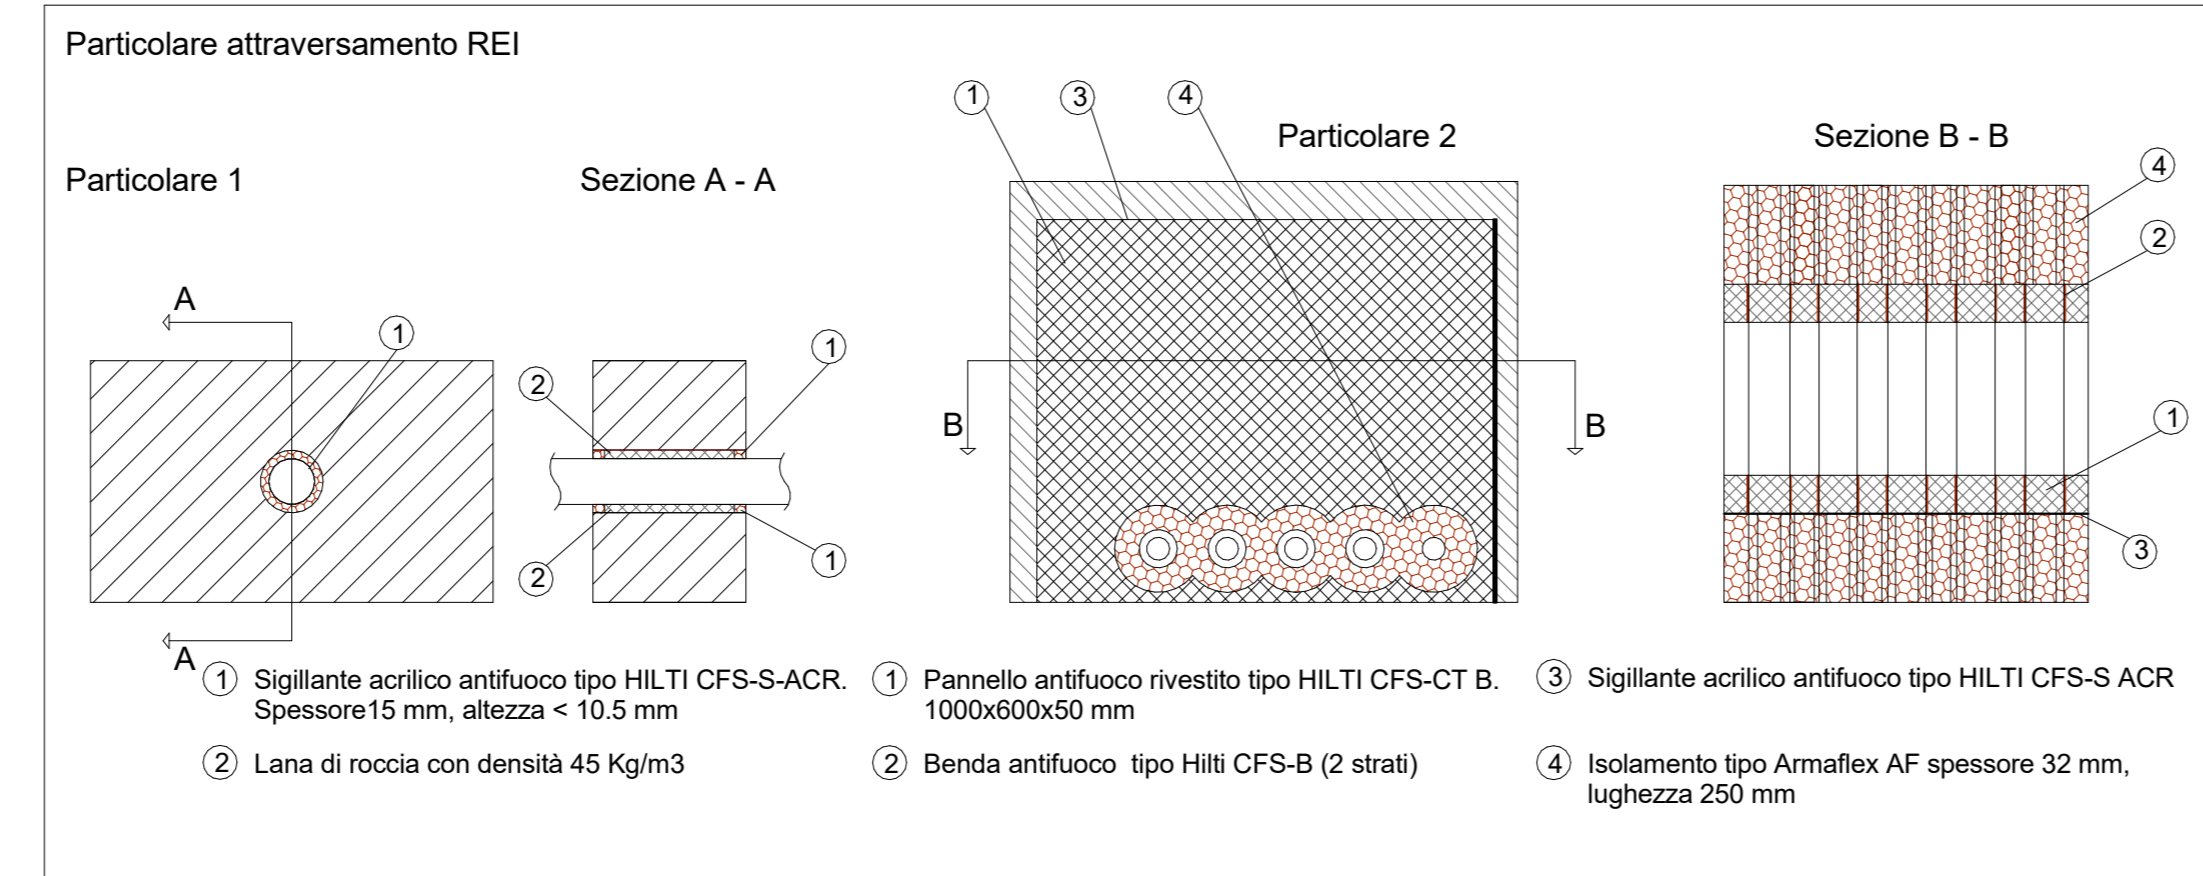 Particolare attraversamento REI
Particolare 1
Sezione A - A
Particolare 2
Sezione B - B
1
3
4
4
2
A
1
1
2
B
B
1
2
1
3
A
1 Sigillante acrilico antifuoco tipo HILTI CFS-S-ACR.
Spessore15 mm, altezza < 10.5 mm
2 Lana di roccia con densità 45 Kg/m3
1 Pannello antifuoco rivestito tipo HILTI CFS-CT B.
1000x600x50 mm
2 Benda antifuoco tipo Hilti CFS-B (2 strati)
3 Sigillante acrilico antifuoco tipo HILTI CFS-S ACR
4 Isolamento tipo Armaflex AF spessore 32 mm,
lughezza 250 mm